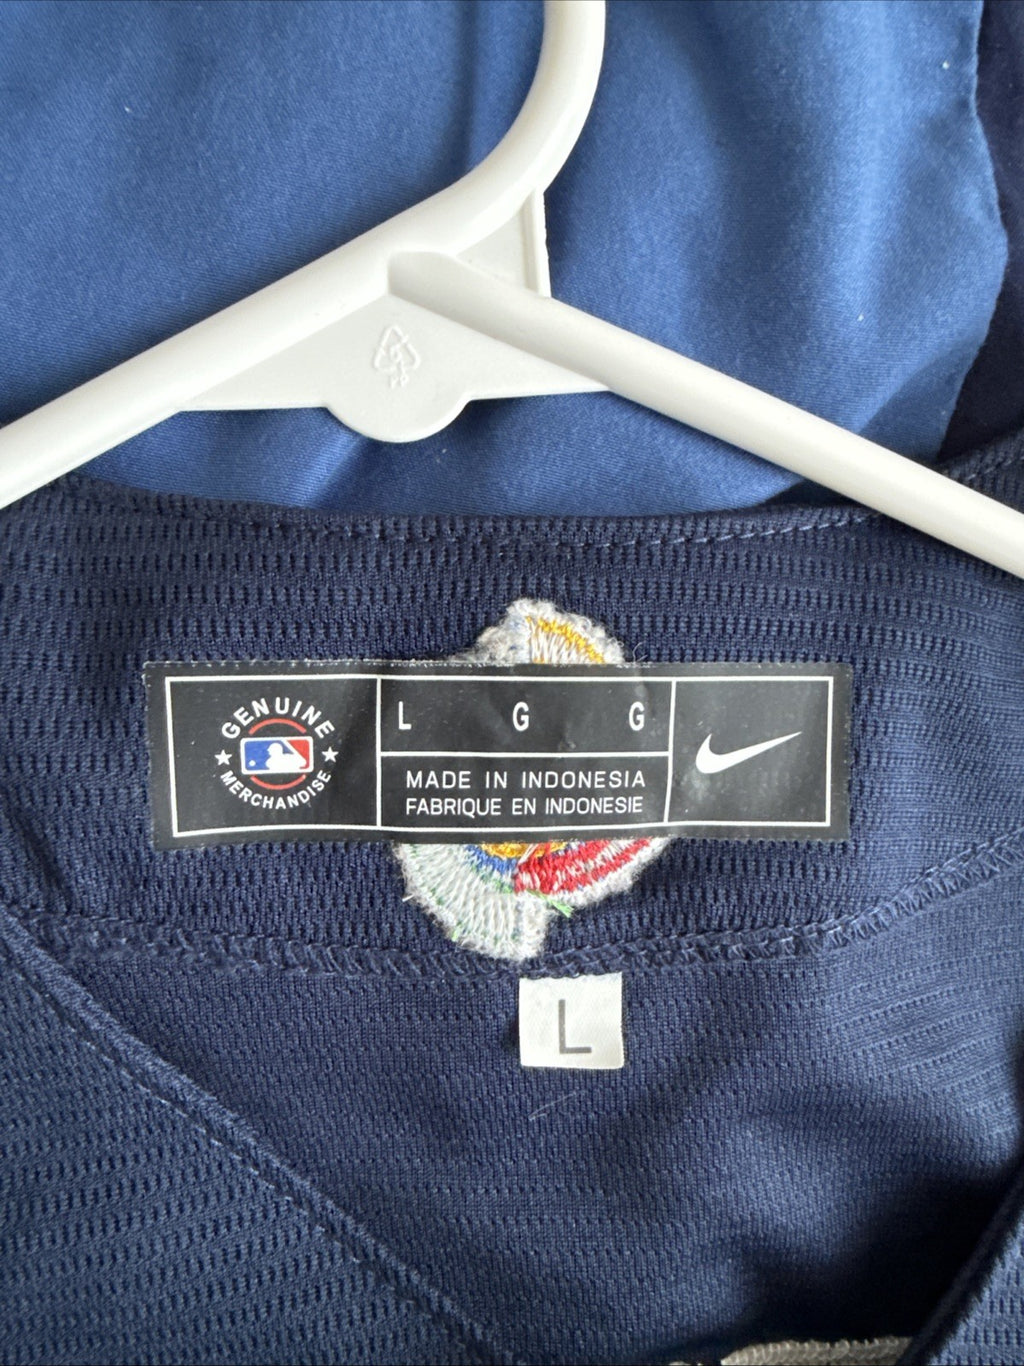 GENUINE
MERCHANDISE
L G G
MADE IN INDONESIA
FABRIQUE EN INDONESIE
L